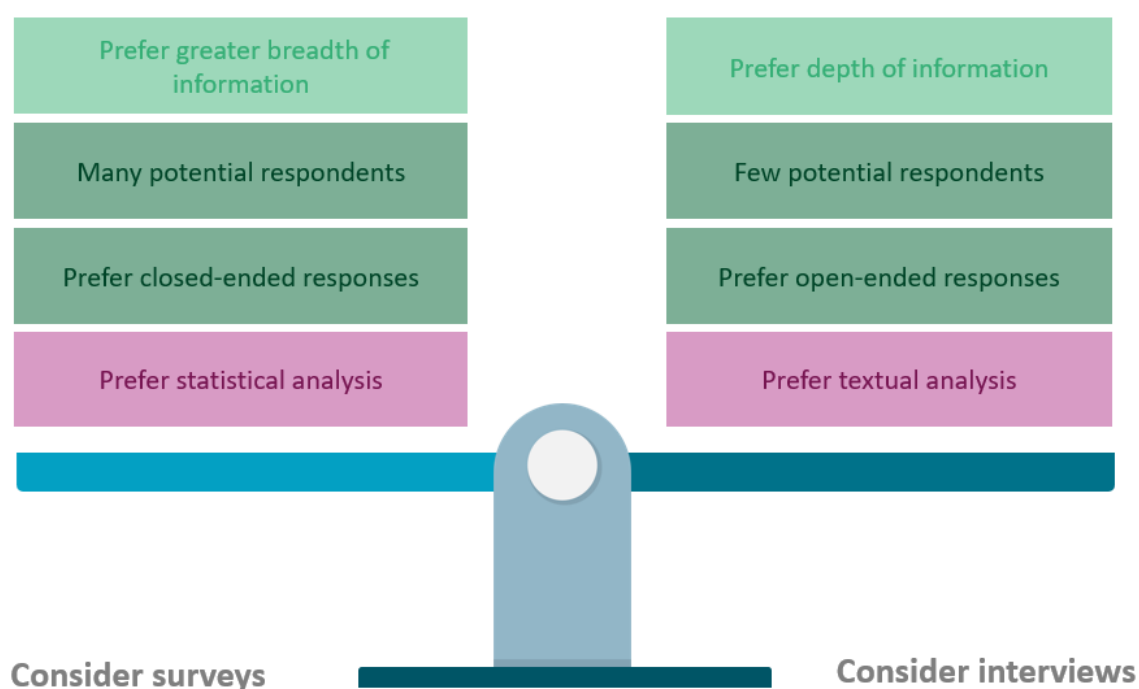 Prefer greater breadth of
information
Many potential respondents
Prefer closed-ended responses
Prefer statistical analysis
Consider surveys
Prefer depth of information
Few potential respondents
Prefer open-ended responses
Prefer textual analysis
Consider interviews